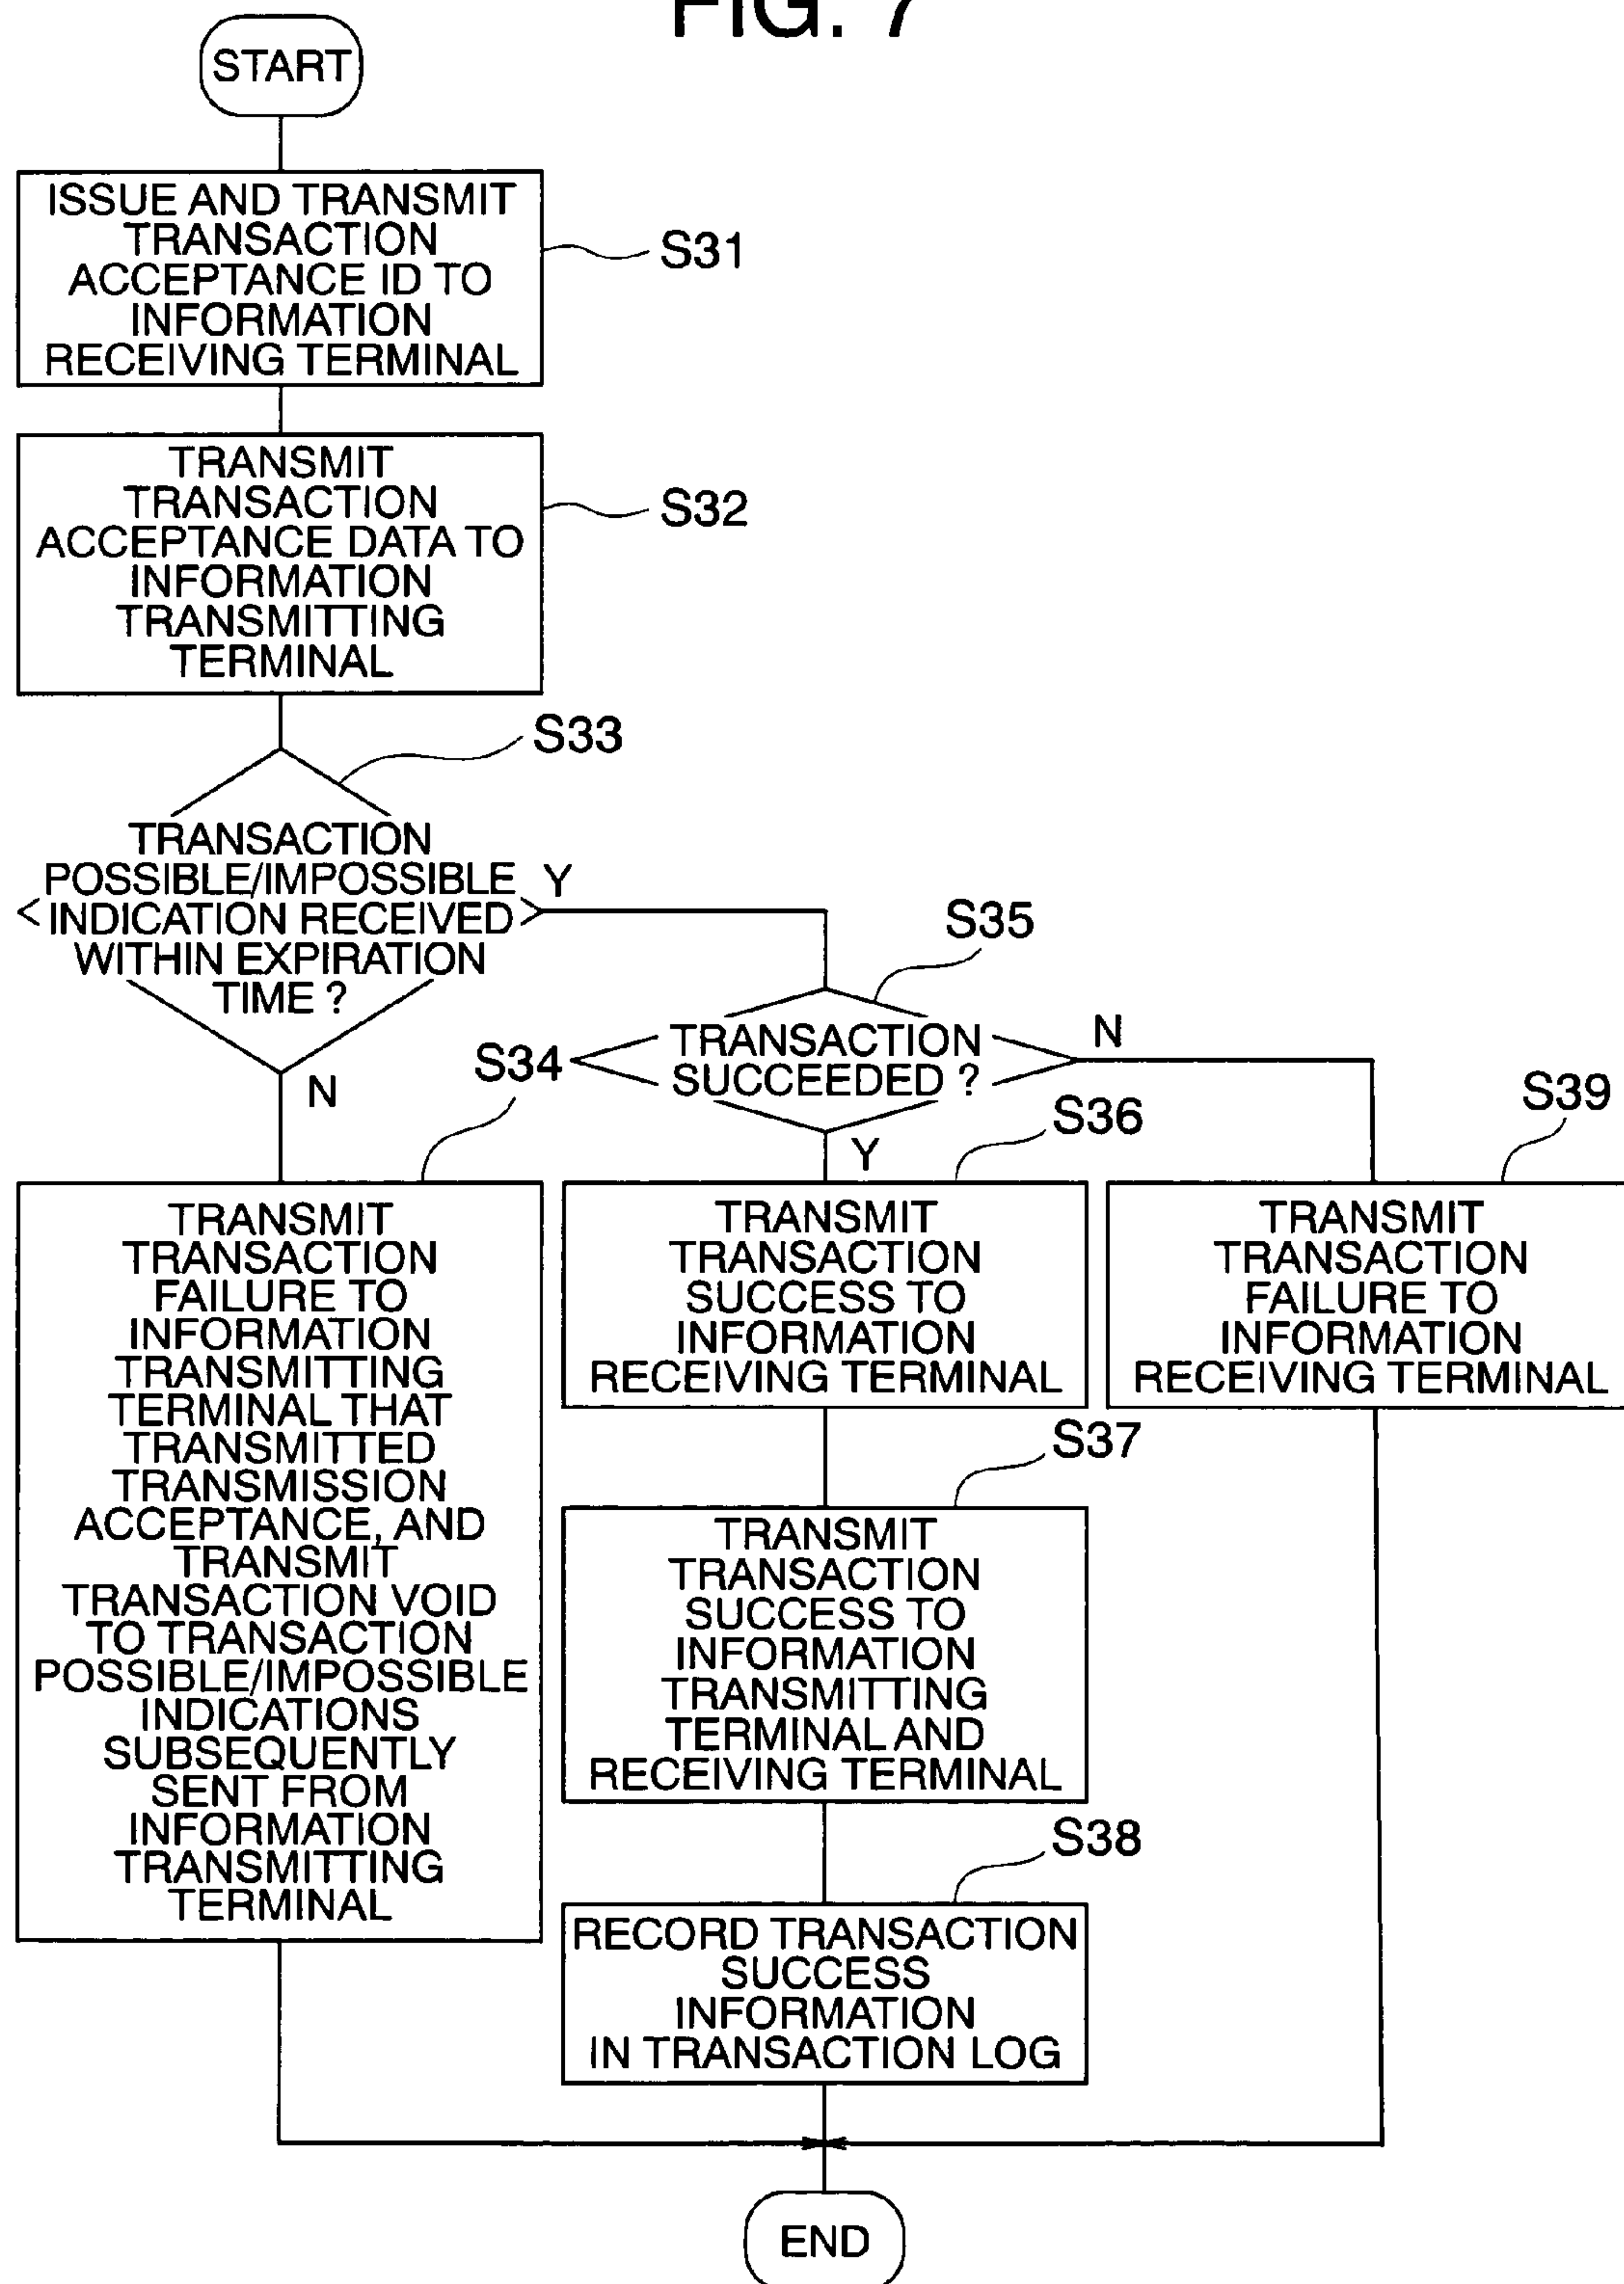 FIG. 7
START
ISSUE AND TRANSMIT
TRANSACTION
ACCEPTANCE ID TO
INFORMATION
RECEIVING TERMINAL
S31
TRANSMIT
TRANSACTION
ACCEPTANCE DATA TO
INFORMATION
TRANSMITTING
TERMINAL
S32
S33
TRANSACTION
POSSIBLE/IMPOSSIBLE
INDICATION RECEIVED
WITHIN EXPIRATION
TIME ?
Y
N
S35
TRANSACTION
SUCCEEDED ?
N
Y
S34
TRANSMIT
TRANSACTION
FAILURE TO
INFORMATION
TRANSMITTING
TERMINAL THAT
TRANSMITTED
TRANSMISSION
ACCEPTANCE, AND
TRANSMIT
TRANSACTION VOID
TO TRANSACTION
POSSIBLE/IMPOSSIBLE
INDICATIONS
SUBSEQUENTLY
SENT FROM
INFORMATION
TRANSMITTING
TERMINAL
S36
TRANSMIT
TRANSACTION
SUCCESS TO
INFORMATION
RECEIVING TERMINAL
S39
TRANSMIT
TRANSACTION
FAILURE TO
INFORMATION
RECEIVING TERMINAL
S37
TRANSMIT
TRANSACTION
SUCCESS TO
INFORMATION
TRANSMITTING
TERMINAL AND
RECEIVING TERMINAL
S38
RECORD TRANSACTION
SUCCESS
INFORMATION
IN TRANSACTION LOG
END